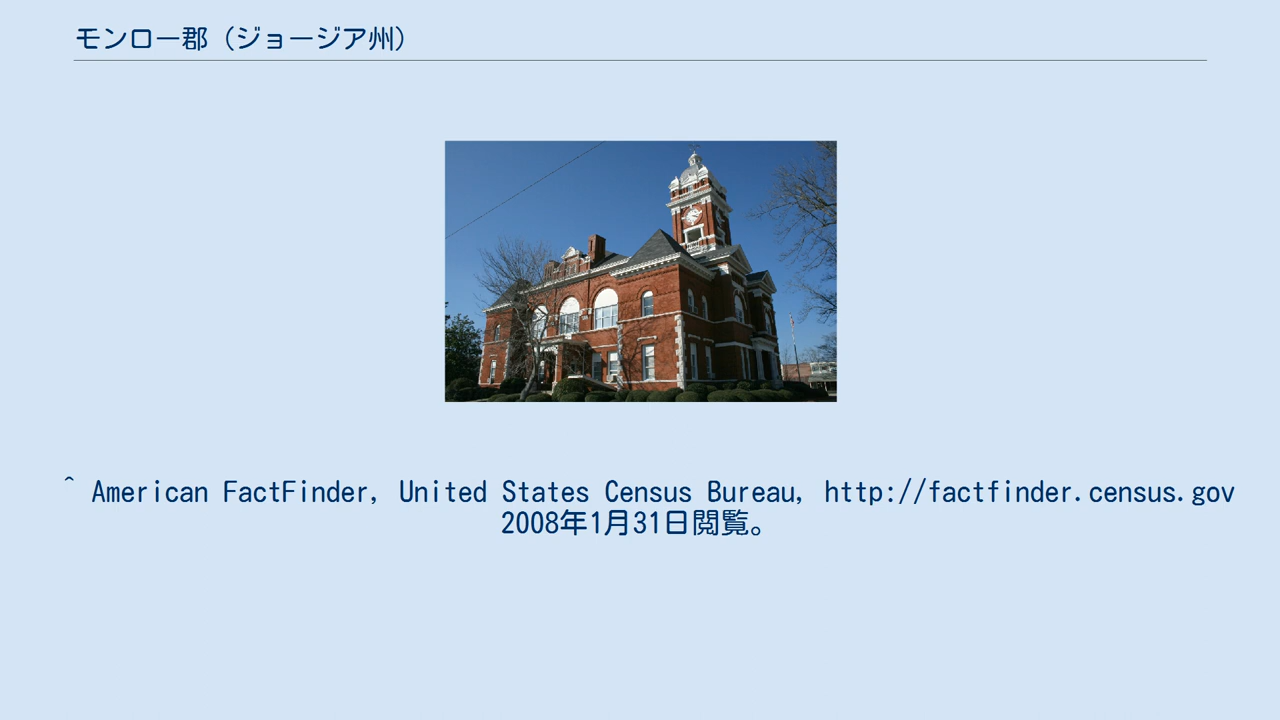 モンロー郡（ジョージア州）
^ American FactFinder, United States Census Bureau, http://factfinder.census.gov
2008年1月31日閲覧。